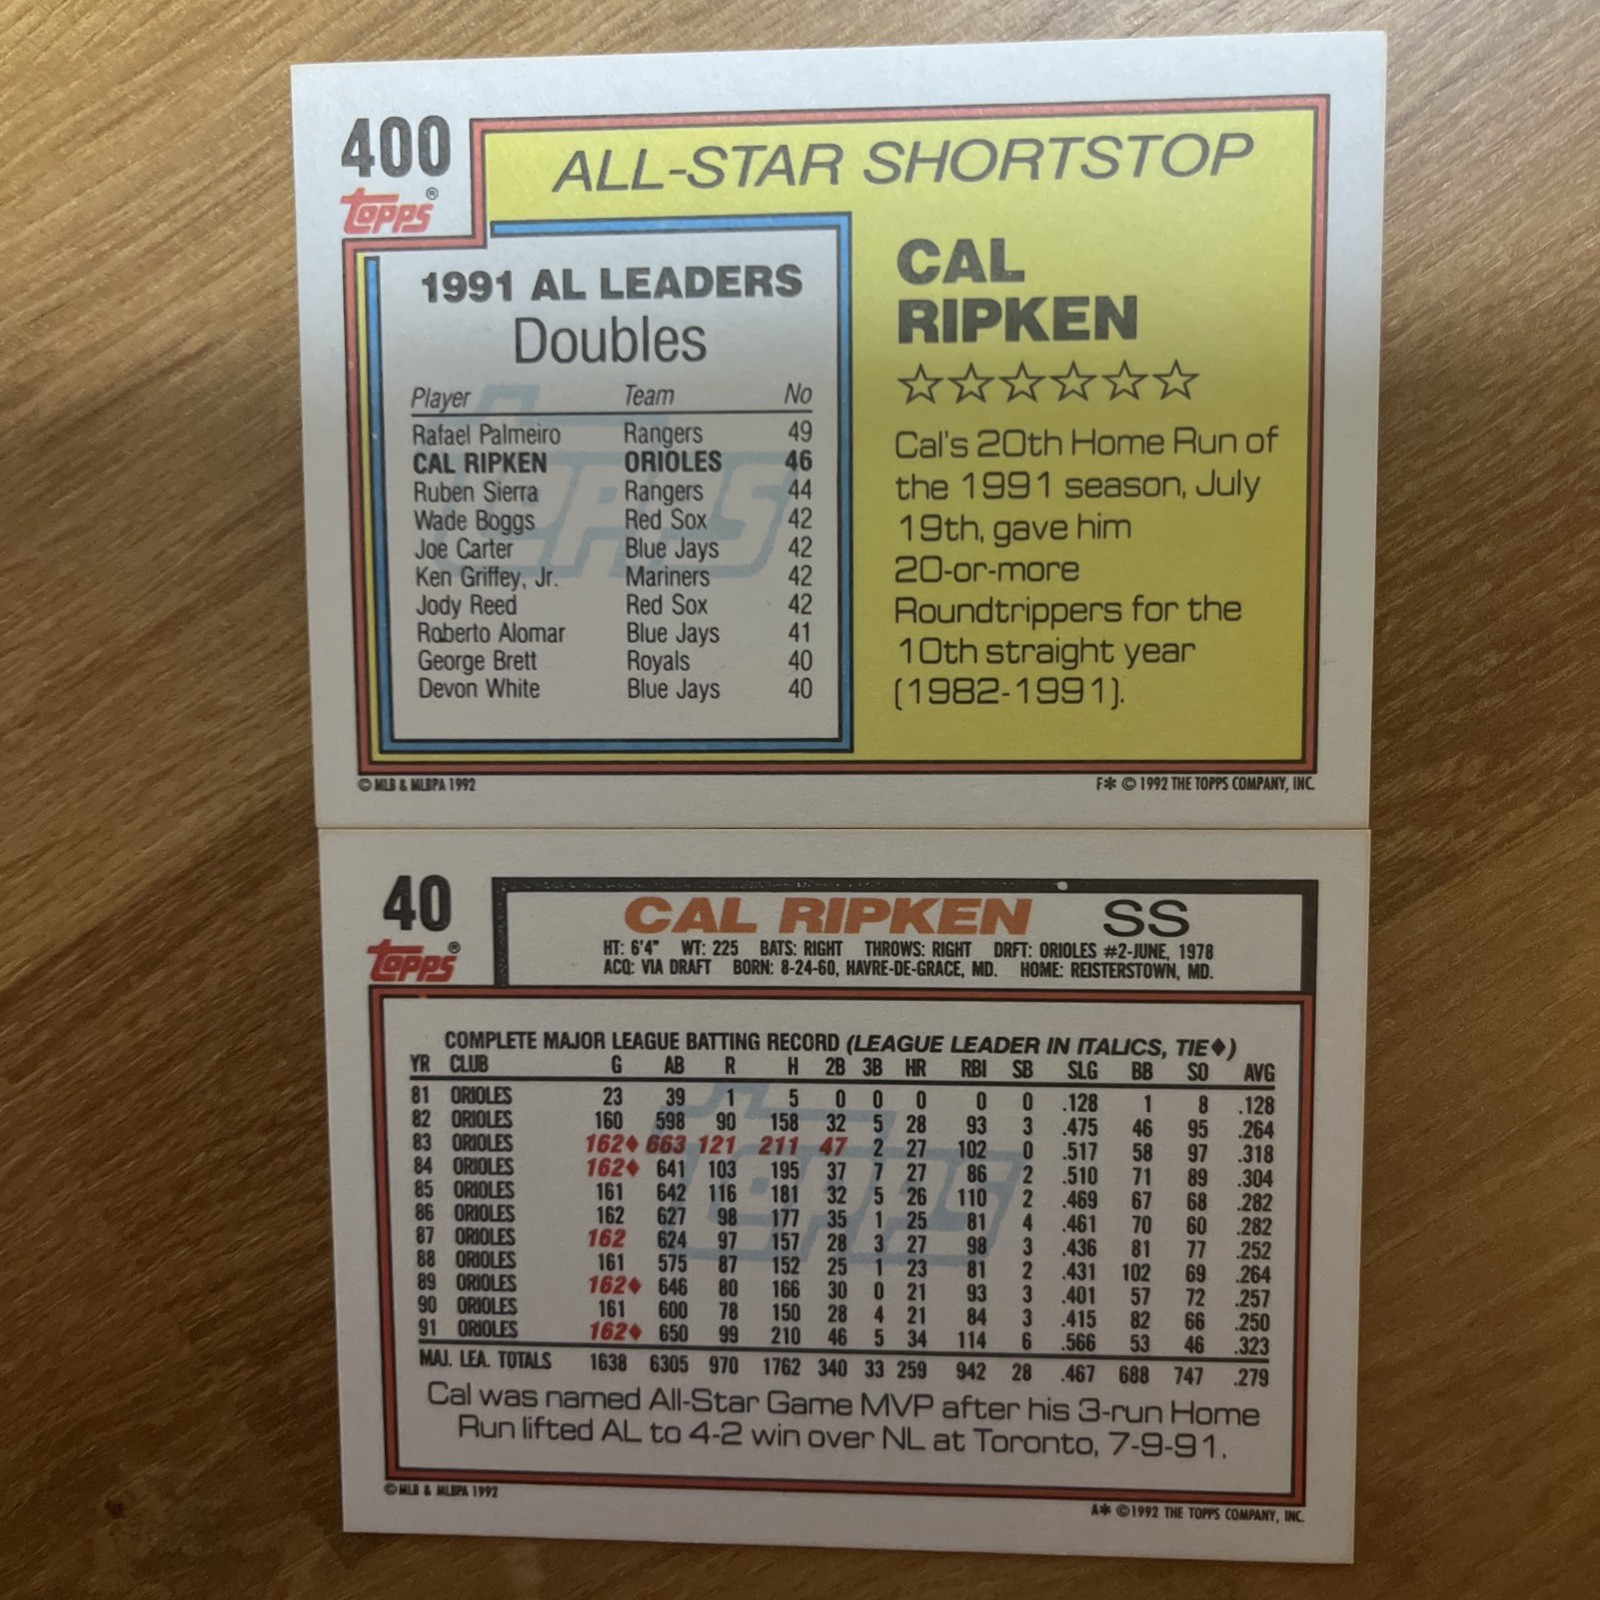 400
Topps®
ALL-STAR SHORTSTOP
1991 AL LEADERS
Doubles
Player Team No
Rafael Palmeiro Rangers 49
CAL RIPKEN ORIOLES 46
Ruben Sierra Rangers 44
Wade Boggs Red Sox 42
Joe Carter Blue Jays 42
Ken Griffey, Jr. Mariners 42
Jody Reed Red Sox 42
Roberto Alomar Blue Jays 41
George Brett Royals 40
Devon White Blue Jays 40
CAL
RIPKEN
☆☆☆☆☆☆
Cal's 20th Home Run of
the 1991 season, July
19th, gave him
20-or-more
Roundtrippers for the
10th straight year
(1982-1991).
Topps
© MLB & MLBPA 1992
F* © 1992 THE TOPPS COMPANY, INC.
40
Topps®
CAL RIPKEN SS
HT: 6'4" WT: 225 BATS: RIGHT THROWS: RIGHT DRFT: ORIOLES #2-JUNE, 1978
ACQ: VIA DRAFT BORN: 8-24-60, HAVRE-DE-GRACE, MD. HOME: REISTERSTOWN, MD.
COMPLETE MAJOR LEAGUE BATTING RECORD (LEAGUE LEADER IN ITALICS, TIE♦)
YR CLUB G AB R H 2B 3B HR RBI SB SLG BB SO AVG
81 ORIOLES 23 39 1 5 0 0 0 0 0 .128 1 8 .128
82 ORIOLES 160 598 90 158 32 5 28 93 3 .475 46 95 .264
83 ORIOLES 162♦ 663 121 211 47 2 27 102 0 .517 58 97 .318
84 ORIOLES 162♦ 641 103 195 37 7 27 86 2 .510 71 89 .304
85 ORIOLES 161 642 116 181 32 5 26 110 2 .469 67 68 .282
86 ORIOLES 162 627 98 177 35 1 25 81 4 .461 70 60 .282
87 ORIOLES 162 624 97 157 28 3 27 98 3 .436 81 77 .252
88 ORIOLES 161 575 87 152 25 1 23 81 2 .431 102 69 .264
89 ORIOLES 162♦ 646 80 166 30 0 21 93 3 .401 57 72 .257
90 ORIOLES 161 600 78 150 28 4 21 84 3 .415 82 66 .250
91 ORIOLES 162♦ 650 99 210 46 5 34 114 6 .566 53 46 .323
MAJ. LEA. TOTALS 1638 6305 970 1762 340 33 259 942 28 .467 688 747 .279
Topps
Cal was named All-Star Game MVP after his 3-run Home
Run lifted AL to 4-2 win over NL at Toronto, 7-9-91.
© MLB & MLBPA 1992
A* © 1992 THE TOPPS COMPANY, INC.